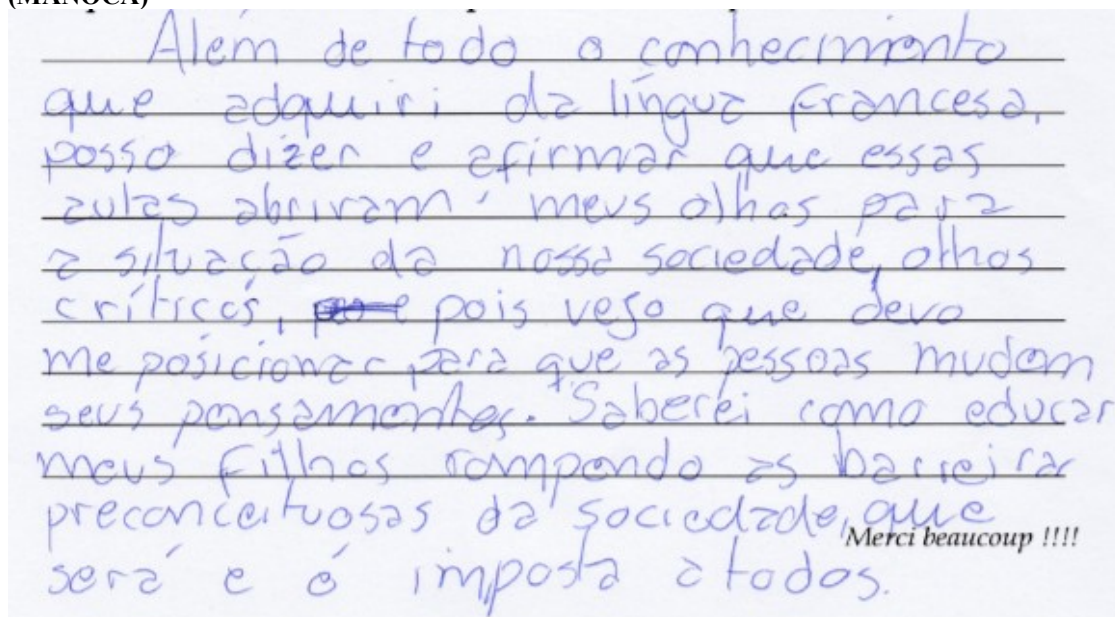 (MANOCA)
Além de todo o conhecimento
que adquiri da língua francesa,
posso dizer e afirmar que essas
aulas abriram meus olhos para
a situação da nossa sociedade, olhos
críticos, pois vejo que devo
me posicionar para que as pessoas mudem
seus pensamentos. Saberei como educar
meus filhos rompendo as barreiras
preconceituosas da sociedade, que
Merci beaucoup !!!!
será e é imposta a todos.